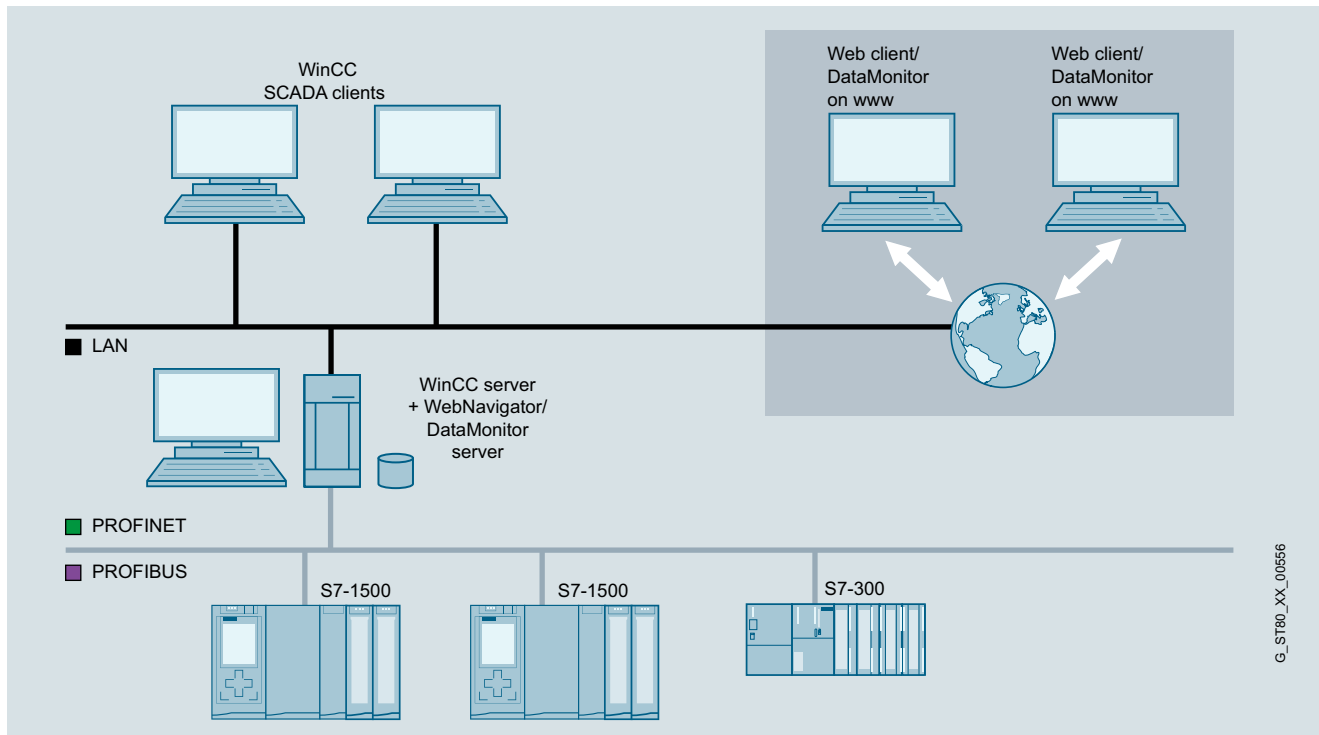 WinCC
SCADA clients
Web client/
DataMonitor
on www
Web client/
DataMonitor
on www
LAN
WinCC server
+ WebNavigator/
DataMonitor
server
PROFINET
PROFIBUS
S7-1500
S7-1500
S7-300
G_ST80_XX_00556